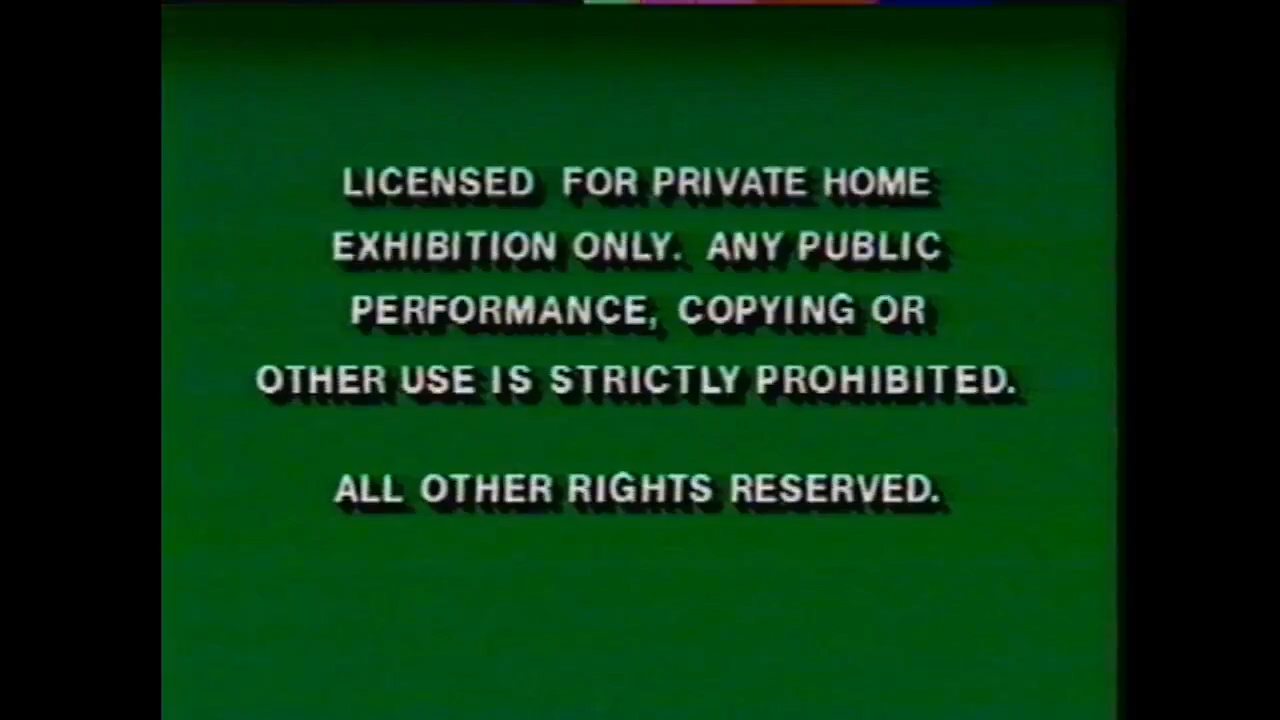 LICENSED FOR PRIVATE HOME
EXHIBITION ONLY. ANY PUBLIC
PERFORMANCE, COPYING OR
OTHER USE IS STRICTLY PROHIBITED.
ALL OTHER RIGHTS RESERVED.